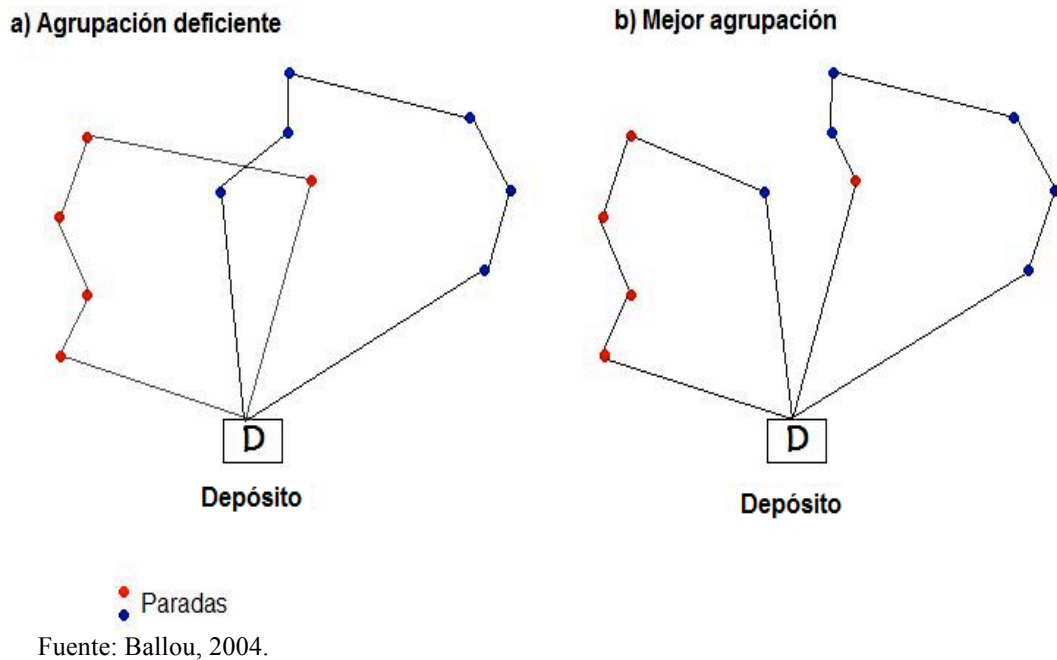 a) Agrupación deficiente
b) Mejor agrupación
D
Depósito
D
Depósito
Paradas
Fuente: Ballou, 2004.